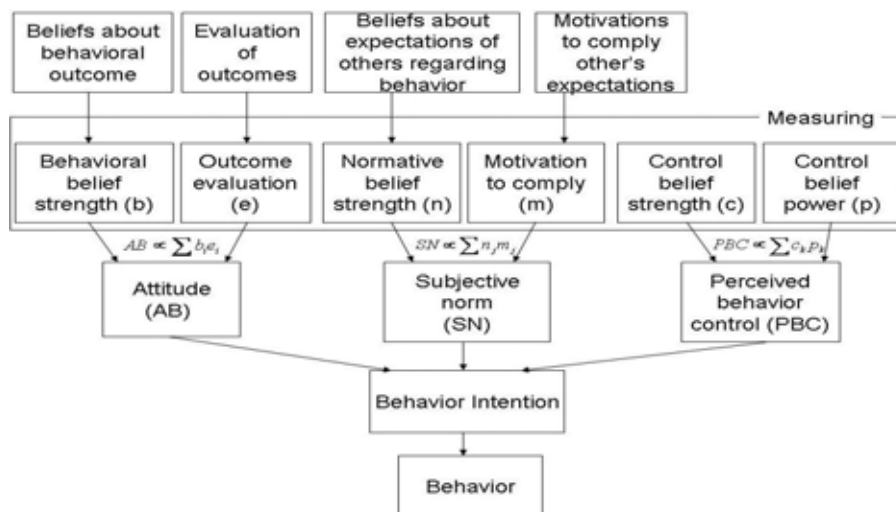 Beliefs about
behavioral
outcome
Evaluation
of
outcomes
Beliefs about
expectations of
others regarding
behavior
Motivations
to comply
other's
expectations
Measuring
Behavioral
belief
strength (b)
Outcome
evaluation
(e)
Normative
belief
strength (n)
Motivation
to comply
(m)
Control
belief
strength (c)
Control
belief
power (p)
AB ∝ ∑ bᵢeᵢ
SN ∝ ∑ nⱼmⱼ
PBC ∝ ∑ cₖpₖ
Attitude
(AB)
Subjective
norm
(SN)
Perceived
behavior
control (PBC)
Behavior Intention
Behavior